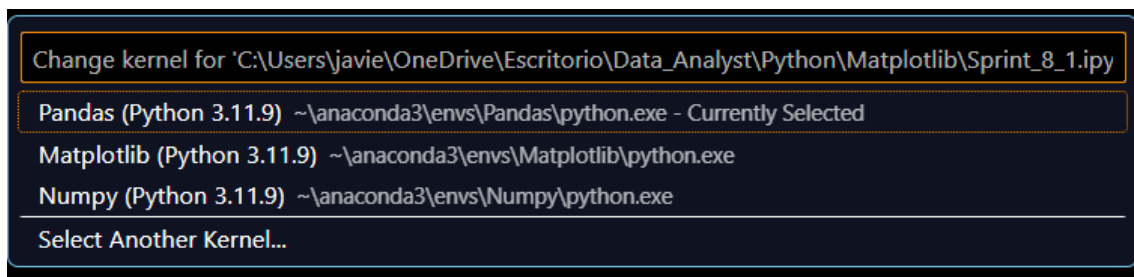 Change kernel for 'C:\Users\javie\OneDrive\Escritorio\Data_Analyst\Python\Matplotlib\Sprint_8_1.ipy
Pandas (Python 3.11.9) ~\anaconda3\envs\Pandas\python.exe - Currently Selected
Matplotlib (Python 3.11.9) ~\anaconda3\envs\Matplotlib\python.exe
Numpy (Python 3.11.9) ~\anaconda3\envs\Numpy\python.exe
Select Another Kernel...